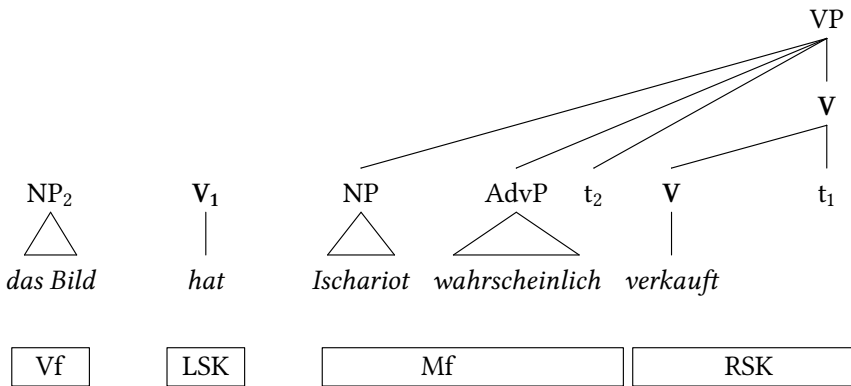 VP
V
NP₂ V₁ NP AdvP t₂ V t₁
das Bild hat Ischariot wahrscheinlich verkauft
Vf LSK Mf RSK